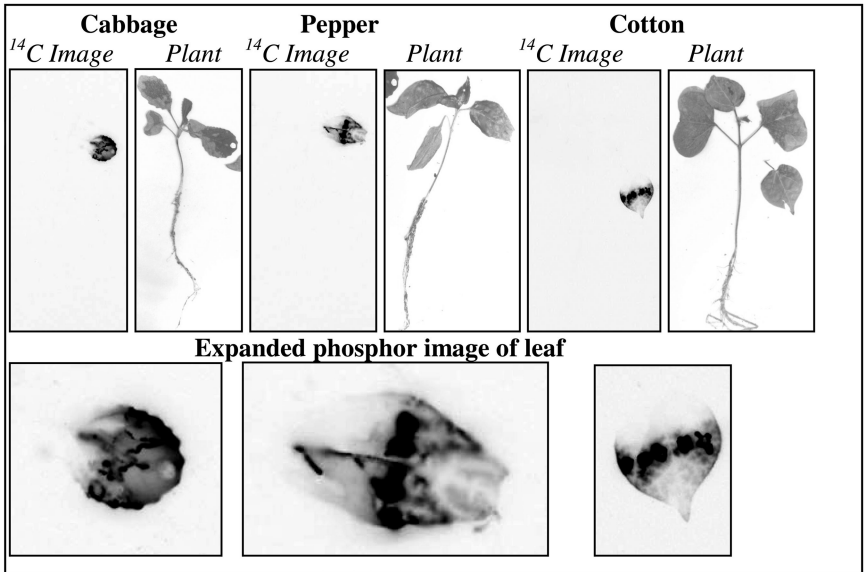 Cabbage Pepper Cotton
¹⁴C Image Plant ¹⁴C Image Plant ¹⁴C Image Plant
Expanded phosphor image of leaf